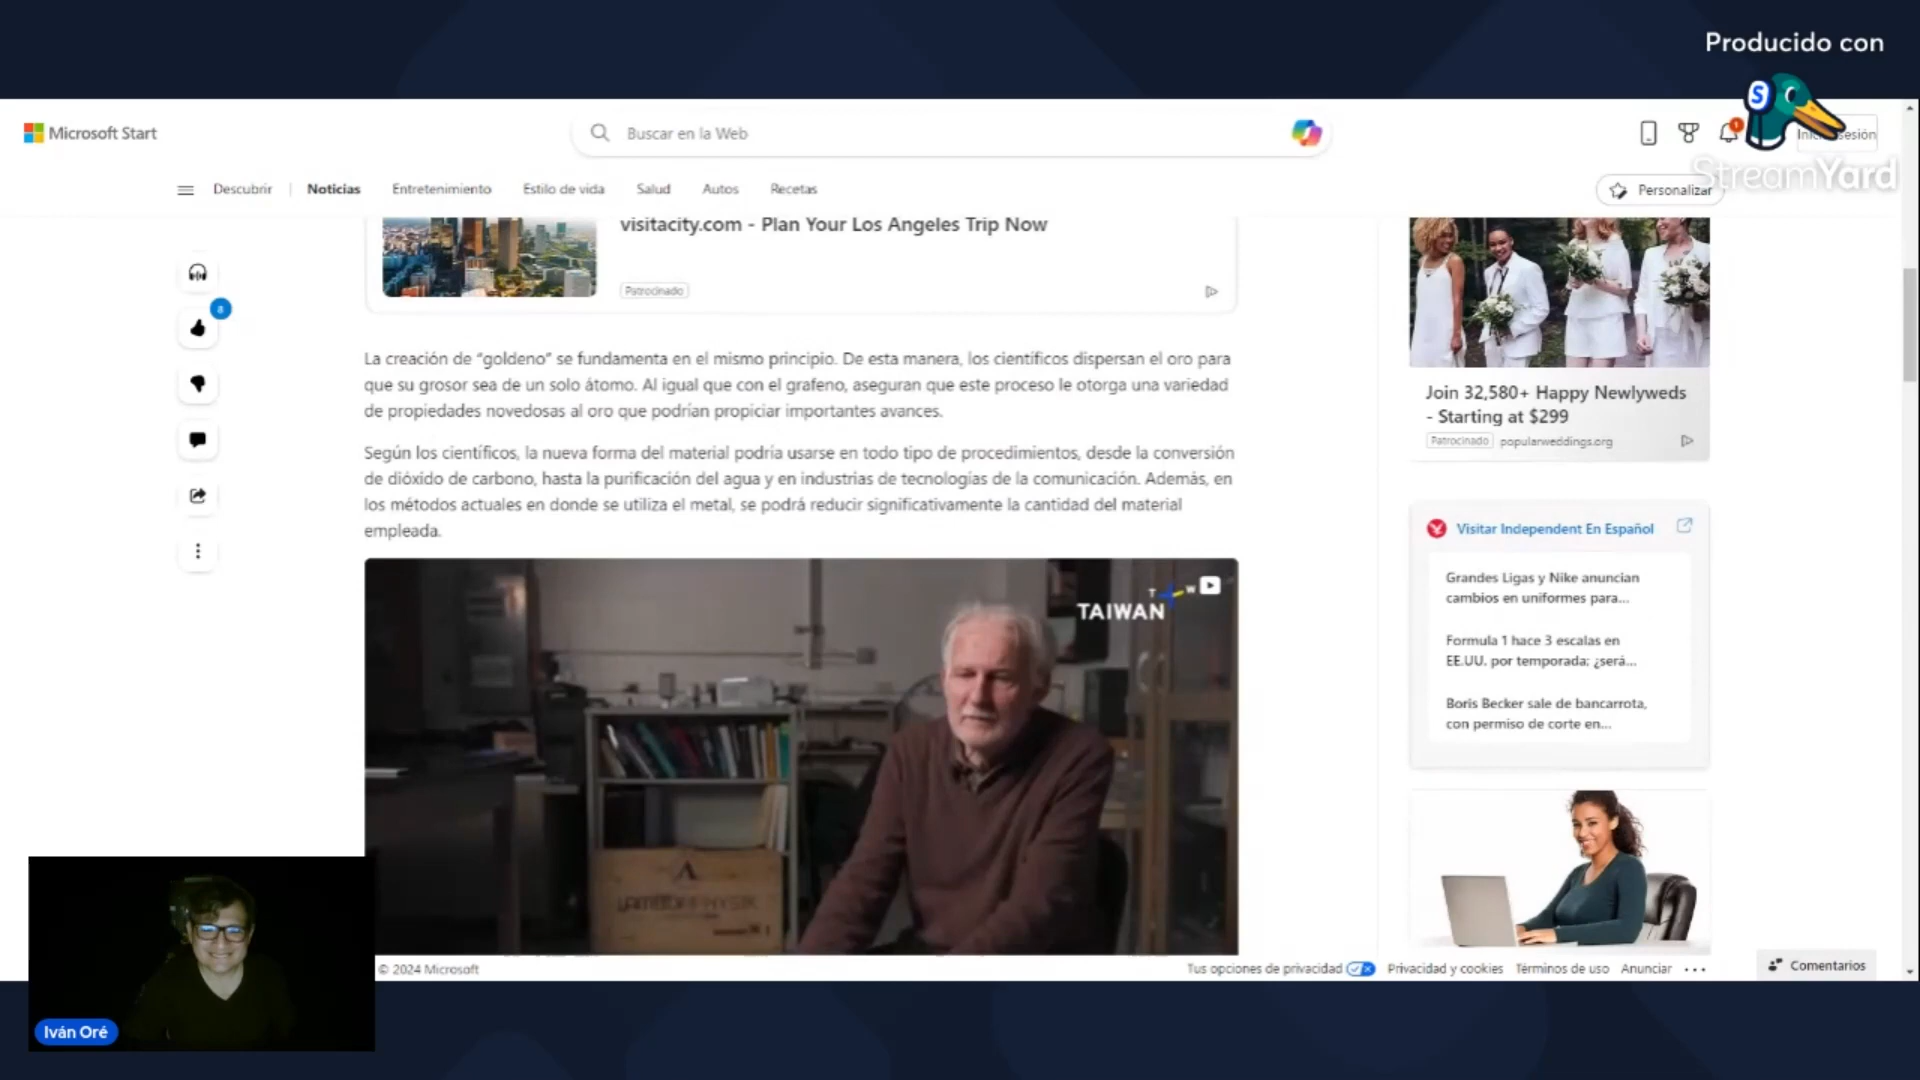 Producido con
StreamYard
Microsoft Start
Buscar en la Web
Descubrir
Noticias
Entretenimiento
Estilo de vida
Salud
Autos
Recetas
Personalizar
visitacity.com - Plan Your Los Angeles Trip Now
Patrocinado
8
La creación de “goldeno” se fundamenta en el mismo principio. De esta manera, los científicos dispersan el oro para
que su grosor sea de un solo átomo. Al igual que con el grafeno, aseguran que este proceso le otorga una variedad
de propiedades novedosas al oro que podrían propiciar importantes avances.
Según los científicos, la nueva forma del material podría usarse en todo tipo de procedimientos, desde la conversión
de dióxido de carbono, hasta la purificación del agua y en industrias de tecnologías de la comunicación. Además, en
los métodos actuales en donde se utiliza el metal, se podrá reducir significativamente la cantidad del material
empleada.
TAIWAN
Join 32,580+ Happy Newlyweds
- Starting at $299
Patrocinado popularweddings.org
Visitar Independent En Español
Grandes Ligas y Nike anuncian
cambios en uniformes para...
Formula 1 hace 3 escalas en
EE.UU. por temporada; ¿será...
Boris Becker sale de bancarrota,
con permiso de corte en...
© 2024 Microsoft
Tus opciones de privacidad
Privacidad y cookies
Términos de uso
Anunciar
Comentarios
Iván Oré